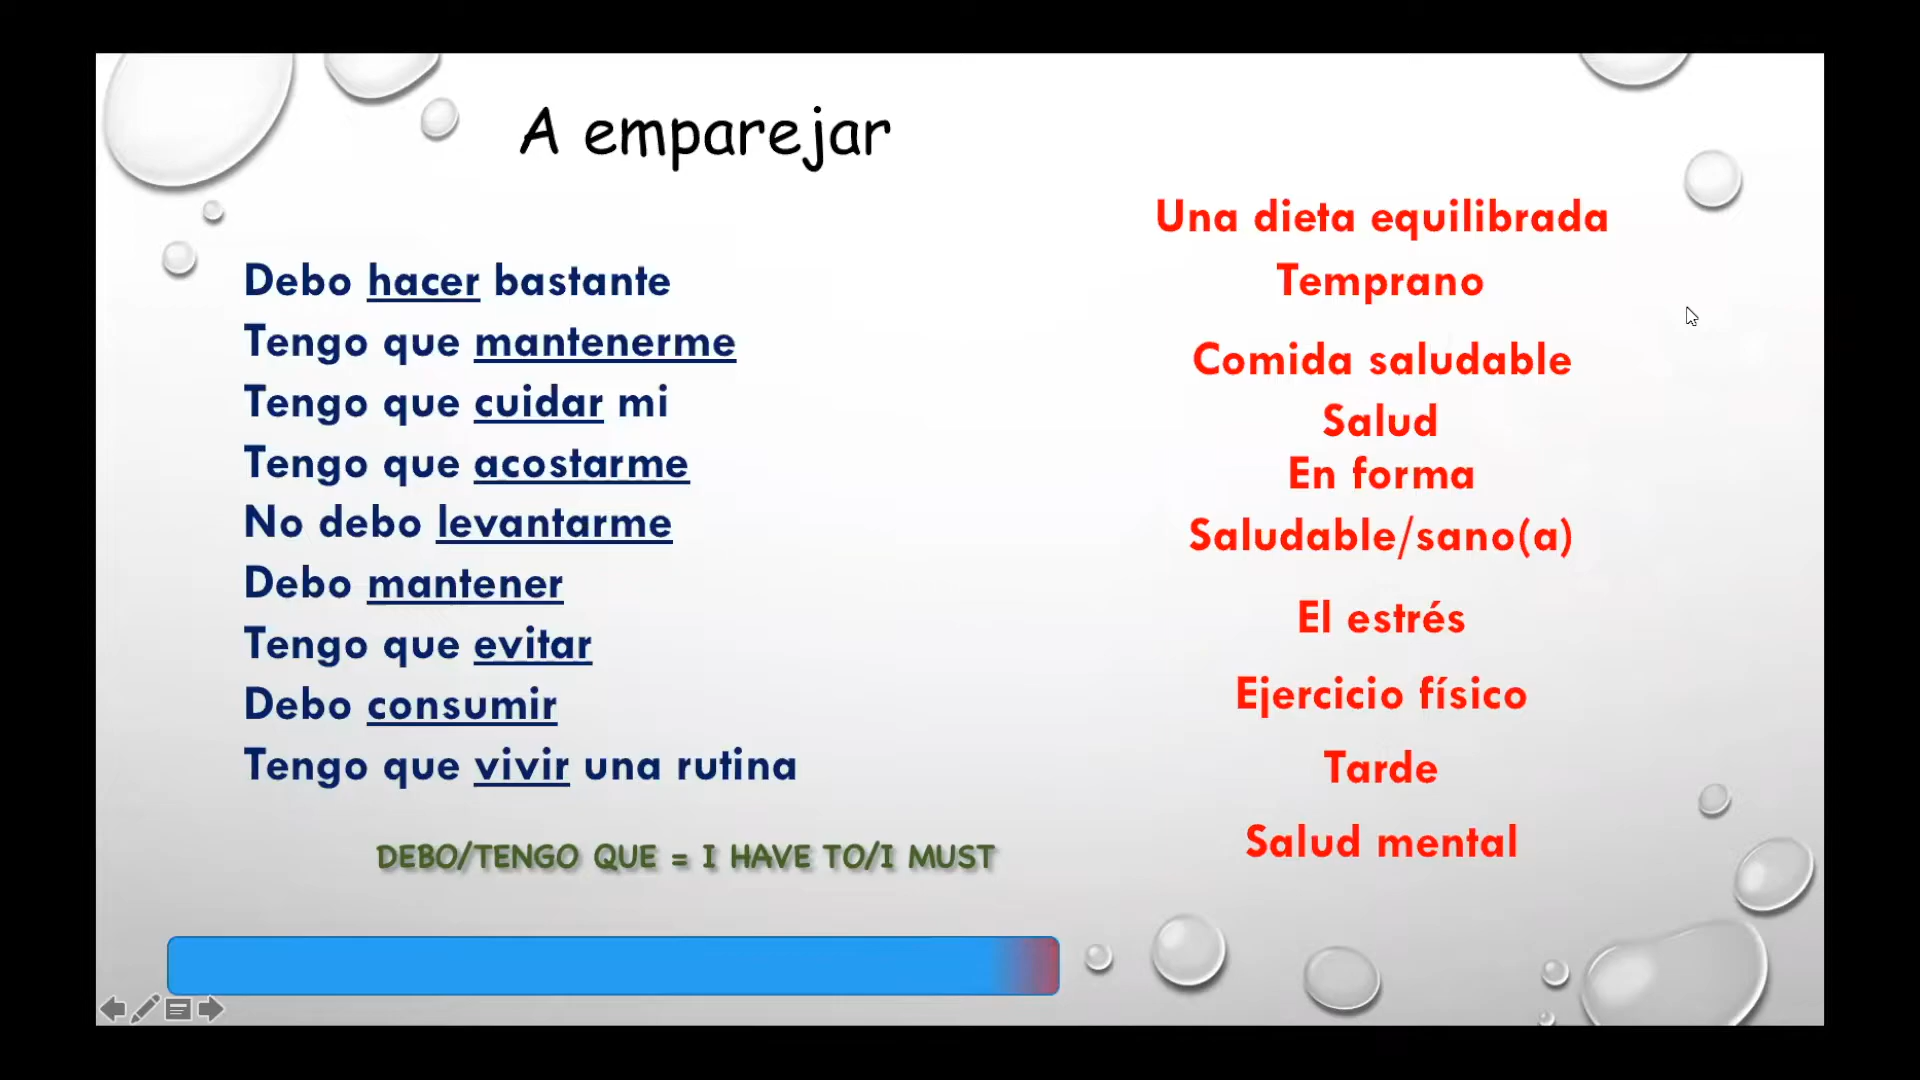 A emparejar
Debo hacer bastante
Tengo que mantenerme
Tengo que cuidar mi
Tengo que acostarme
No debo levantarme
Debo mantener
Tengo que evitar
Debo consumir
Tengo que vivir una rutina
DEBO/TENGO QUE = I HAVE TO/I MUST
Una dieta equilibrada
Temprano
Comida saludable
Salud
En forma
Saludable/sano(a)
El estrés
Ejercicio físico
Tarde
Salud mental